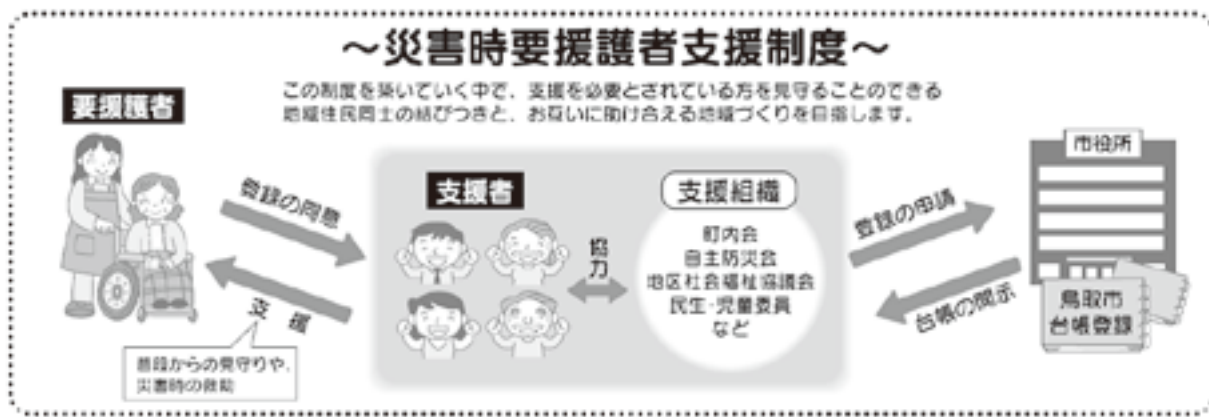 ～災害時要援護者支援制度～
この制度を築いていく中で、支援を必要とされている方を見守ることのできる
地域住民同士の結びつきと、お互いに助け合える地域づくりを目指します。
要援護者
登録の同意
支援
普段からの見守りや、
災害時の救助
支援者
協力
支援組織
町内会
自主防災会
地区社会福祉協議会
民生・児童委員
など
登録の申請
台帳の開示
市役所
鳥取市
台帳登録